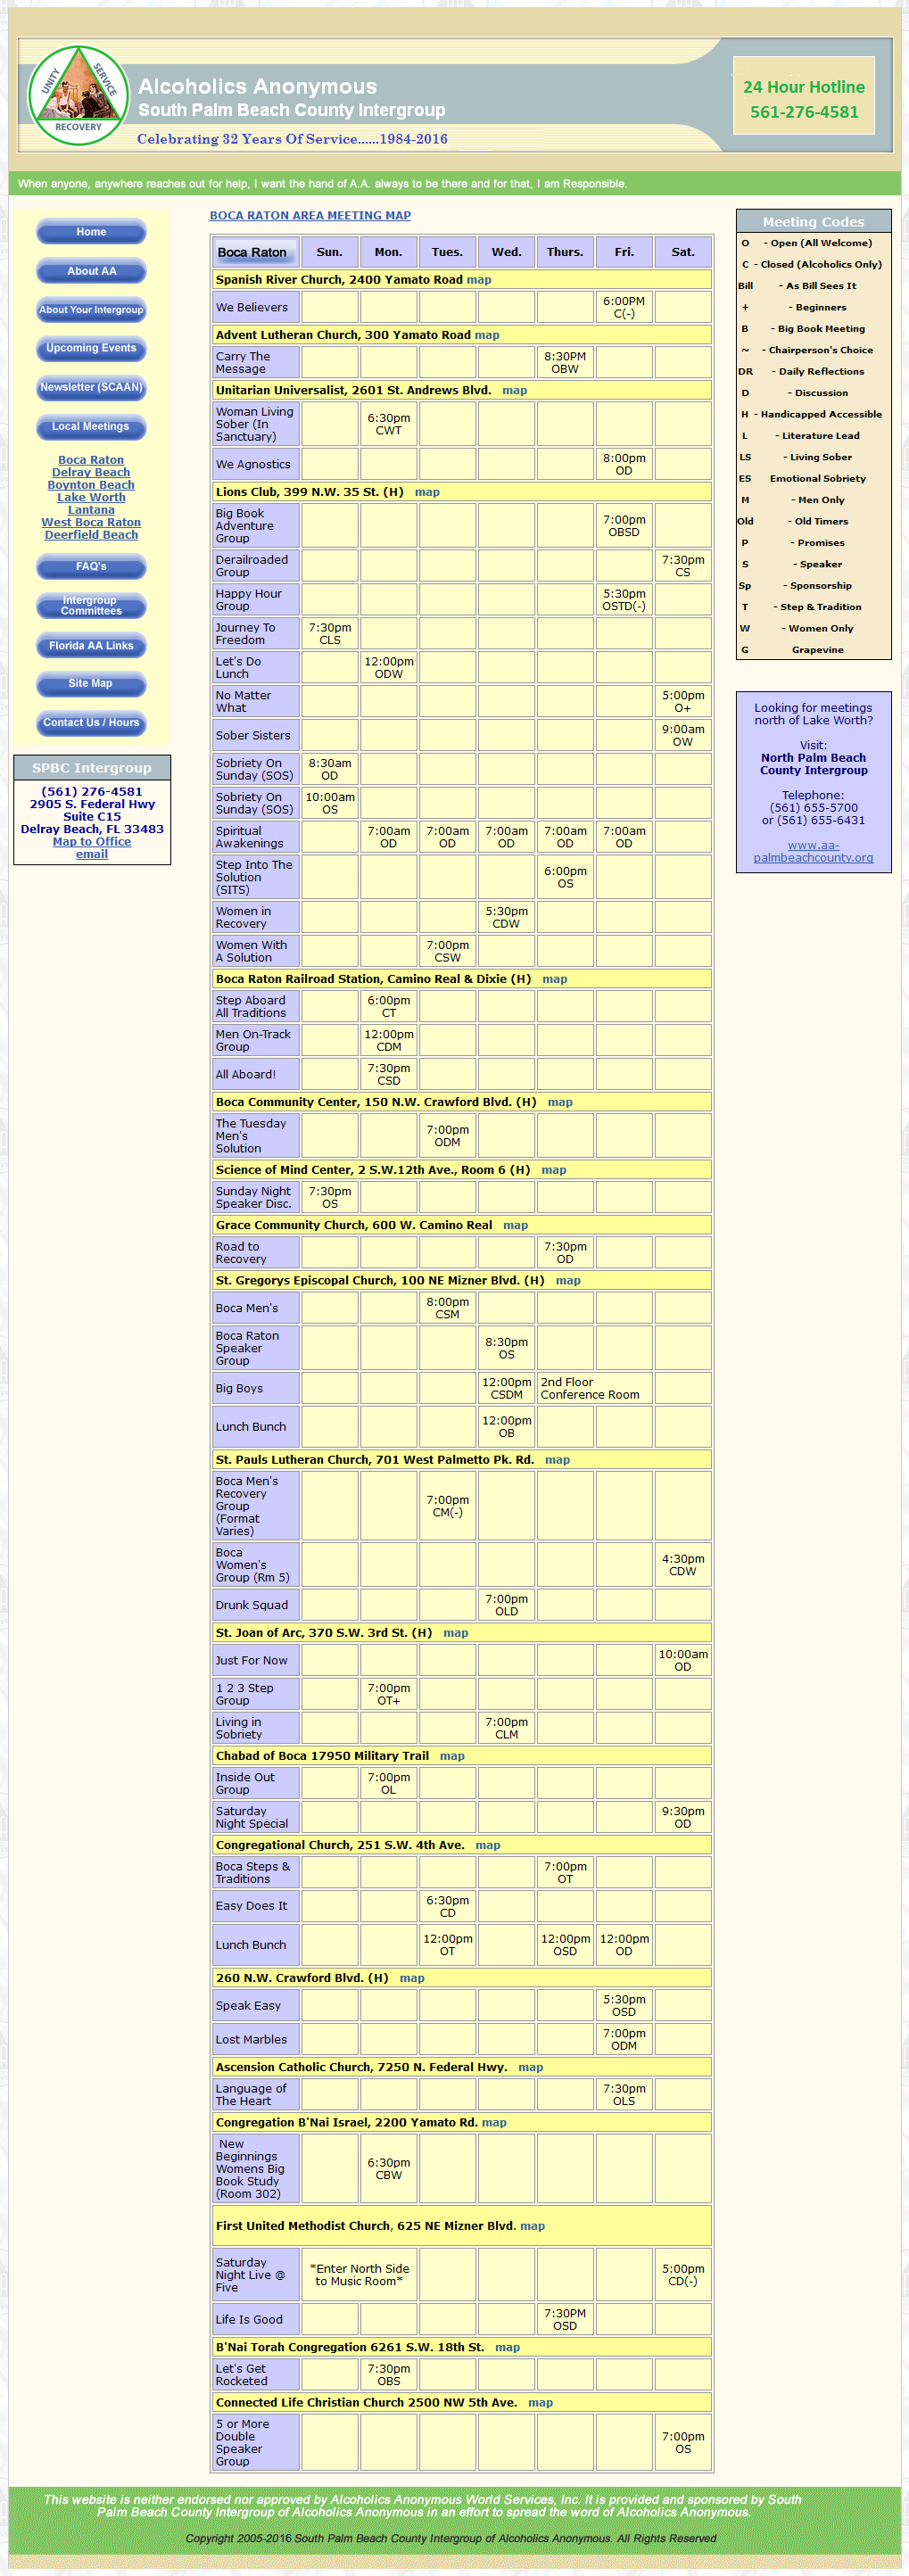 UNITY
SERVICE
RECOVERY
Alcoholics Anonymous
South Palm Beach County Intergroup
Celebrating 32 Years Of Service......1984-2016
24 Hour Hotline
561-276-4581
When anyone, anywhere reaches out for help, I want the hand of A.A. always to be there and for that, I am Responsible.
Home
About AA
About Your Intergroup
Upcoming Events
Newsletter (SCAAN)
Local Meetings
Boca Raton
Delray Beach
Boynton Beach
Lake Worth
Lantana
West Boca Raton
Deerfield Beach
FAQ's
Intergroup
Committees
Florida AA Links
Site Map
Contact Us / Hours
SPBC Intergroup
(561) 276-4581
2905 S. Federal Hwy
Suite C15
Delray Beach, FL 33483
Map to Office
email
BOCA RATON AREA MEETING MAP
Boca Raton Sun. Mon. Tues. Wed. Thurs. Fri. Sat.
Spanish River Church, 2400 Yamato Road map
We Believers 6:00PM
C(-)
Advent Lutheran Church, 300 Yamato Road map
Carry The 8:30PM
Message OBW
Unitarian Universalist, 2601 St. Andrews Blvd. map
Woman Living
Sober (In 6:30pm
Sanctuary) CWT
We Agnostics 8:00pm
OD
Lions Club, 399 N.W. 35 St. (H) map
Big Book
Adventure 7:00pm
Group OBSD
Derailroaded 7:30pm
Group CS
Happy Hour 5:30pm
Group OSTD(-)
Journey To 7:30pm
Freedom CLS
Let's Do 12:00pm
Lunch ODW
No Matter 5:00pm
What O+
Sober Sisters 9:00am
OW
Sobriety On 8:30am
Sunday (SOS) OD
Sobriety On 10:00am
Sunday (SOS) OS
Spiritual 7:00am 7:00am 7:00am 7:00am 7:00am
Awakenings OD OD OD OD OD
Step Into The
Solution 6:00pm
(SITS) OS
Women in 5:30pm
Recovery CDW
Women With 7:00pm
A Solution CSW
Boca Raton Railroad Station, Camino Real & Dixie (H) map
Step Aboard 6:00pm
All Traditions CT
Men On-Track 12:00pm
Group CDM
All Aboard! 7:30pm
CSD
Boca Community Center, 150 N.W. Crawford Blvd. (H) map
The Tuesday
Men's 7:00pm
Solution ODM
Science of Mind Center, 2 S.W.12th Ave., Room 6 (H) map
Sunday Night 7:30pm
Speaker Disc. OS
Grace Community Church, 600 W. Camino Real map
Road to 7:30pm
Recovery OD
St. Gregorys Episcopal Church, 100 NE Mizner Blvd. (H) map
Boca Men's 8:00pm
CSM
Boca Raton
Speaker 8:30pm
Group OS
Big Boys 12:00pm 2nd Floor
CSDM Conference Room
Lunch Bunch 12:00pm
OB
St. Pauls Lutheran Church, 701 West Palmetto Pk. Rd. map
Boca Men's
Recovery
Group 7:00pm
(Format CM(-)
Varies)
Boca
Women's 4:30pm
Group (Rm 5) CDW
Drunk Squad 7:00pm
OLD
St. Joan of Arc, 370 S.W. 3rd St. (H) map
Just For Now 10:00am
OD
1 2 3 Step 7:00pm
Group OT+
Living in 7:00pm
Sobriety CLM
Chabad of Boca 17950 Military Trail map
Inside Out 7:00pm
Group OL
Saturday 9:30pm
Night Special OD
Congregational Church, 251 S.W. 4th Ave. map
Boca Steps & 7:00pm
Traditions OT
Easy Does It 6:30pm
CD
Lunch Bunch 12:00pm 12:00pm 12:00pm
OT OSD OD
260 N.W. Crawford Blvd. (H) map
Speak Easy 5:30pm
OSD
Lost Marbles 7:00pm
ODM
Ascension Catholic Church, 7250 N. Federal Hwy. map
Language of 7:30pm
The Heart OLS
Congregation B'Nai Israel, 2200 Yamato Rd. map
New
Beginnings
Womens Big 6:30pm
Book Study CBW
(Room 302)
First United Methodist Church, 625 NE Mizner Blvd. map
Saturday
Night Live @ *Enter North Side 5:00pm
Five to Music Room* CD(-)
Life Is Good 7:30PM
OSD
B'Nai Torah Congregation 6261 S.W. 18th St. map
Let's Get 7:30pm
Rocketed OBS
Connected Life Christian Church 2500 NW 5th Ave. map
5 or More
Double
Speaker 7:00pm
Group OS
Meeting Codes
O - Open (All Welcome)
C - Closed (Alcoholics Only)
Bill - As Bill Sees It
+ - Beginners
B - Big Book Meeting
~ - Chairperson's Choice
DR - Daily Reflections
D - Discussion
H - Handicapped Accessible
L - Literature Lead
LS - Living Sober
ES Emotional Sobriety
M - Men Only
Old - Old Timers
P - Promises
S - Speaker
Sp - Sponsorship
T - Step & Tradition
W - Women Only
G Grapevine
Looking for meetings
north of Lake Worth?
Visit:
North Palm Beach
County Intergroup
Telephone:
(561) 655-5700
or (561) 655-6431
www.aa-
palmbeachcounty.org
This website is neither endorsed nor approved by Alcoholics Anonymous World Services, Inc. It is provided and sponsored by South
Palm Beach County Intergroup of Alcoholics Anonymous in an effort to spread the word of Alcoholics Anonymous.
Copyright 2005-2016 South Palm Beach County Intergroup of Alcoholics Anonymous. All Rights Reserved